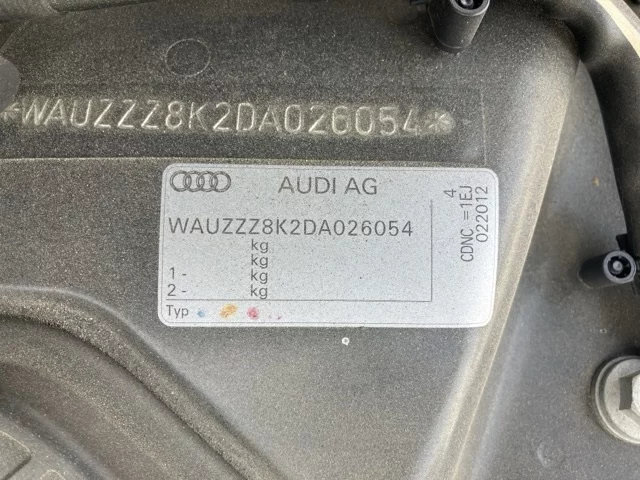 *WAUZZZ8K2DA026054*
AUDI AG
WAUZZZ8K2DA026054
kg
kg
1 - kg
2 - kg
Typ
4
CDNC =1EJ
022012